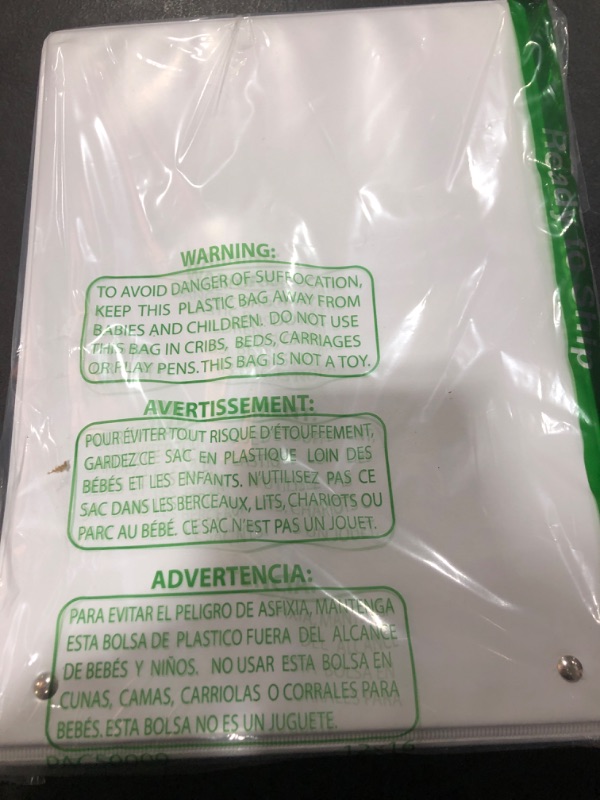 Ready to Ship
WARNING:
TO AVOID DANGER OF SUFFOCATION,
KEEP THIS PLASTIC BAG AWAY FROM
BABIES AND CHILDREN. DO NOT USE
THIS BAG IN CRIBS, BEDS, CARRIAGES
OR PLAY PENS. THIS BAG IS NOT A TOY.
AVERTISSEMENT:
POUR ÉVITER TOUT RISQUE D'ÉTOUFFEMENT,
GARDEZ CE SAC EN PLASTIQUE LOIN DES
BÉBÉS ET LES ENFANTS. N'UTILISEZ PAS CE
SAC DANS LES BERCEAUX, LITS, CHARIOTS OU
PARC AU BÉBÉ. CE SAC N'EST PAS UN JOUET.
ADVERTENCIA:
PARA EVITAR EL PELIGRO DE ASFIXIA, MANTENGA
ESTA BOLSA DE PLASTICO FUERA DEL ALCANCE
DE BEBÉS Y NIÑOS. NO USAR ESTA BOLSA EN
CUNAS, CAMAS, CARRIOLAS O CORRALES PARA
BEBÉS. ESTA BOLSA NO ES UN JUGUETE.
12x16